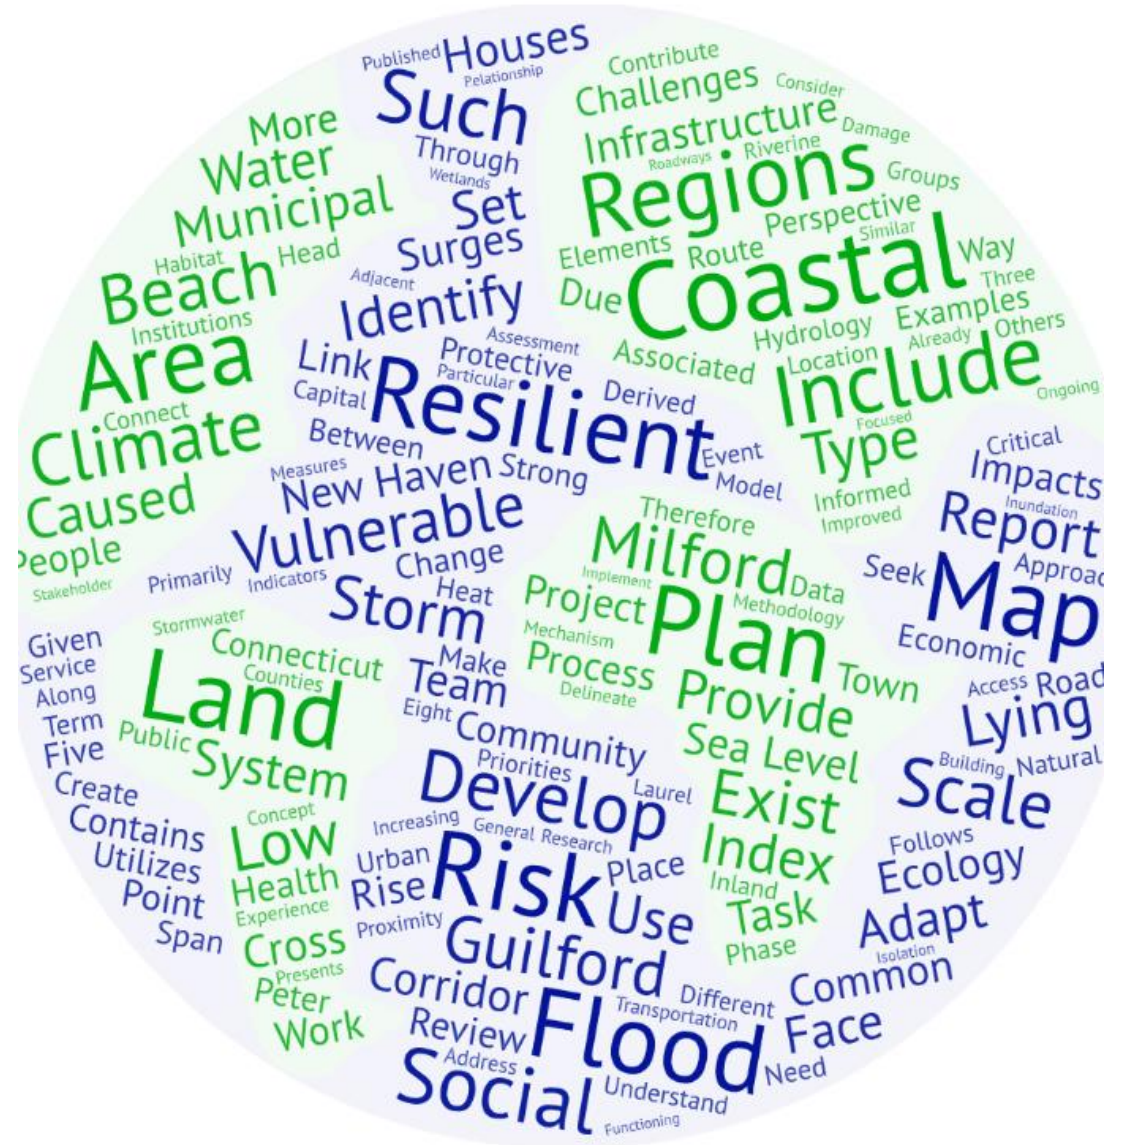 Published
Houses
Pelationship
Such
Through
Wetlands
Set
Surges
Adjacent
Identify
Contribute
Challenges
Consider
Infrastructure
Damage
Roadways
Riverine
Regions
Groups
Perspective
Elements
Route
Similar
Coastal
Way
Due
Three
Hydrology
Examples
Associated
Location
Already
Others
Include
Ongoing
Focused
Type
Informed
Improved
More
Water
Municipal
Habitat
Head
Beach
Institutions
Area
Connect
Climate
Caused
People
Stakeholder
Assessment
Link
Protective
Particular
Capital
Resilient
Derived
Between
Event
Measures
New Haven
Strong
Model
Vulnerable
Change
Primarily
Indicators
Heat
Storm
Make
Team
Eight
Community
Priorities
Develop
Laurel
Increasing
General Research
Urban
Risk
Place
Rise
Use
Proximity
Guilford
Corridor
Different
Transportation
Review
Flood
Address
Social
Understand
Functioning
Need
Face
Common
Isolation
Adapt
Ecology
Follows
Scale
Building
Natural
Lying
Access
Road
Economic
Map
Seek
Approac
Report
Inundation
Impacts
Critical
Therefore
Milford
Implement
Data
Project
Plan
Methodology
Mechanism
Process
Town
Delineate
Provide
Sea Level
Exist
Index
Inland
Task
Phase
Stormwater
Connecticut
Counties
Land
Public
System
Concept
Low
Health
Experience
Cross
Presents
Peter
Work
Given
Service
Along
Term
Five
Create
Contains
Utilizes
Point
Span